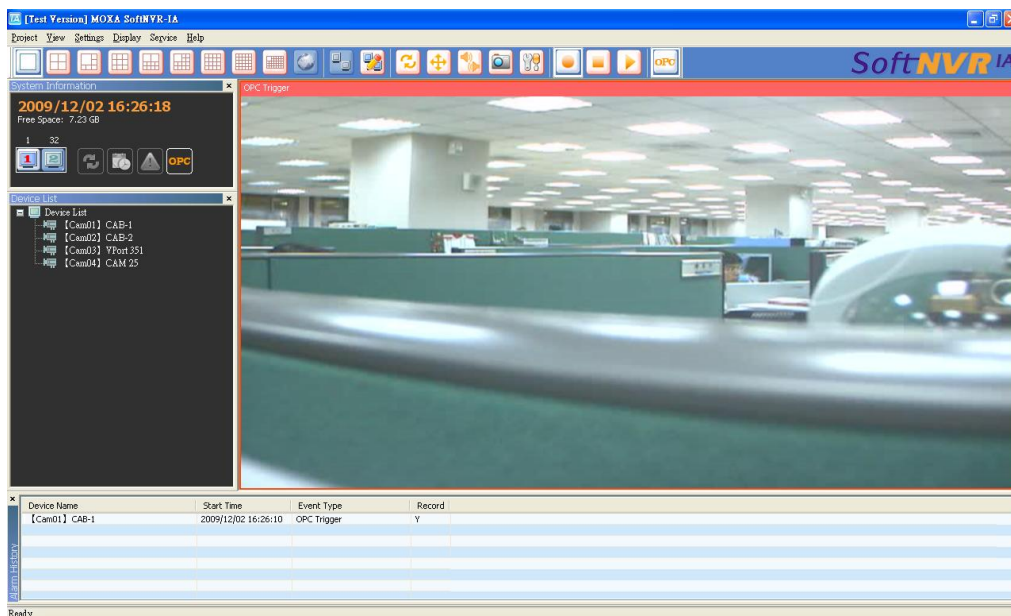 [Test Version] MOXA SoftNVR-IA
Project View Settings Display Service Help
OPC
SoftNVR IA
System Information
2009/12/02 16:26:18
Free Space: 7.23 GB
1 32
1 2 OPC
OPC Trigger
Device List
Device List
【Cam01】CAB-1
【Cam02】CAB-2
【Cam03】VPort 351
【Cam04】CAM 25
Device Name Start Time Event Type Record
【Cam01】CAB-1 2009/12/02 16:26:10 OPC Trigger Y
Alarm History
Ready